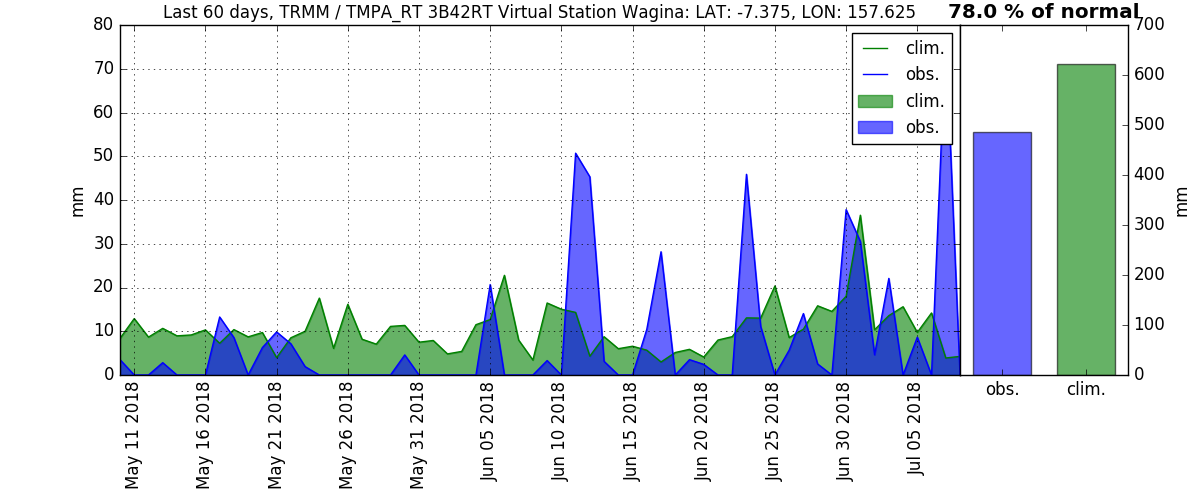 Last 60 days, TRMM / TMPA_RT 3B42RT Virtual Station Wagina: LAT: -7.375, LON: 157.625
78.0 % of normal
80
70
60
50
40
30
20
10
0
mm
clim.
obs.
clim.
obs.
May 11 2018
May 16 2018
May 21 2018
May 26 2018
May 31 2018
Jun 05 2018
Jun 10 2018
Jun 15 2018
Jun 20 2018
Jun 25 2018
Jun 30 2018
Jul 05 2018
700
600
500
400
300
200
100
0
mm
obs.
clim.